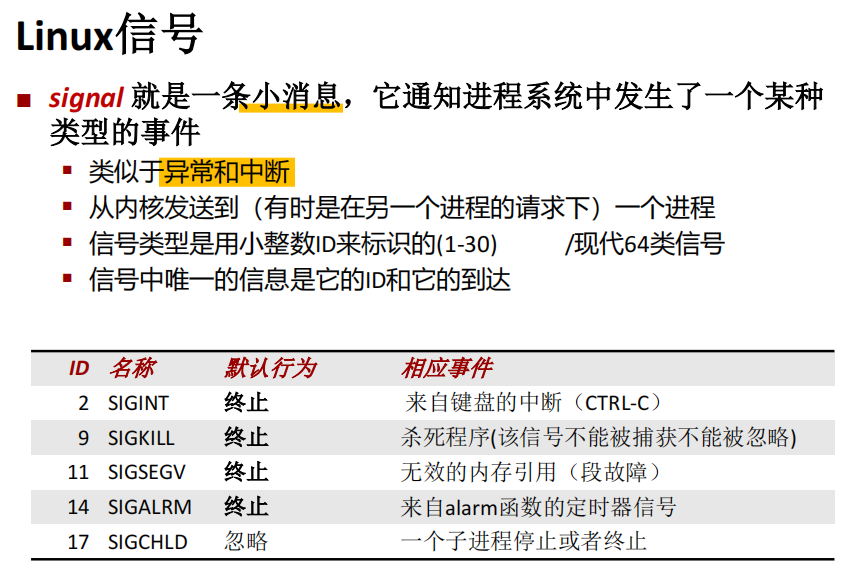 Linux信号
■ signal 就是一条小消息，它通知进程系统中发生了一个某种
类型的事件
▪ 类似于异常和中断
▪ 从内核发送到（有时是在另一个进程的请求下）一个进程
▪ 信号类型是用小整数ID来标识的(1-30) /现代64类信号
▪ 信号中唯一的信息是它的ID和它的到达
ID 名称 默认行为 相应事件
2 SIGINT 终止 来自键盘的中断（CTRL-C）
9 SIGKILL 终止 杀死程序(该信号不能被捕获不能被忽略)
11 SIGSEGV 终止 无效的内存引用（段故障）
14 SIGALRM 终止 来自alarm函数的定时器信号
17 SIGCHLD 忽略 一个子进程停止或者终止